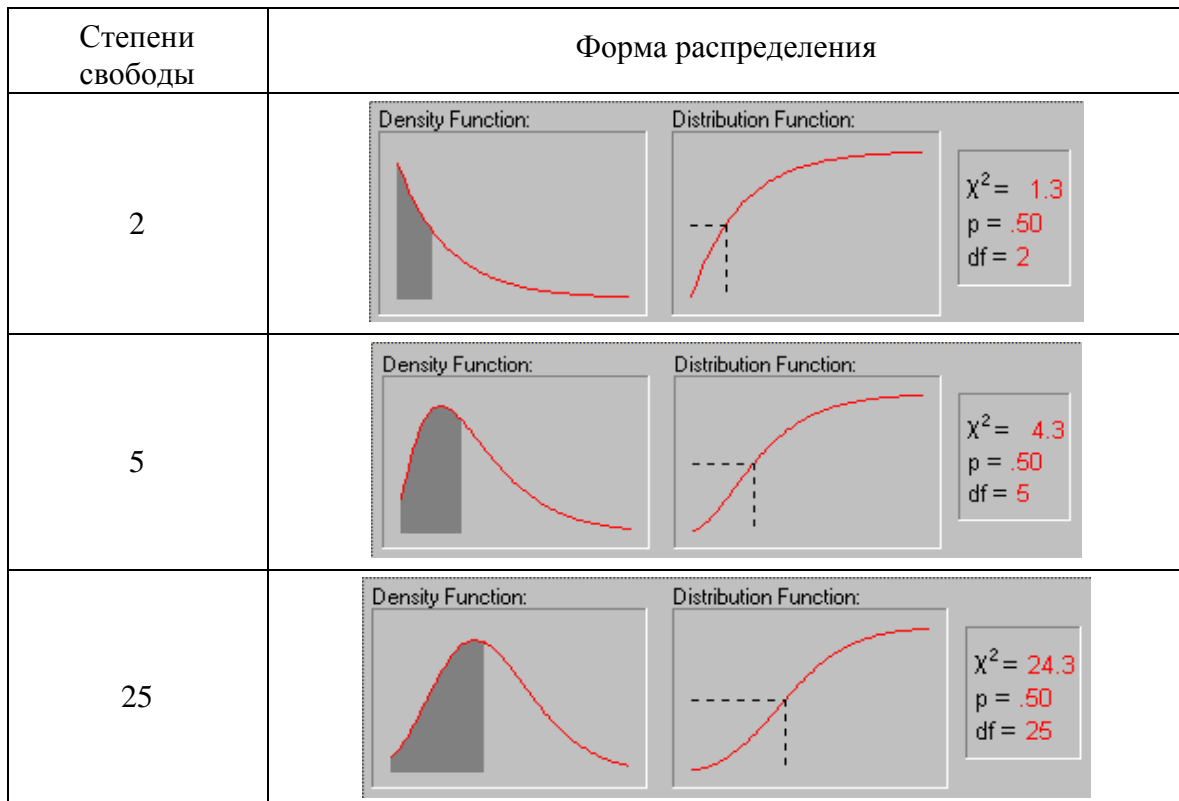 Степени
свободы
Форма распределения
2
Density Function:
Distribution Function:
χ² = 1.3
p = .50
df = 2
5
Density Function:
Distribution Function:
χ² = 4.3
p = .50
df = 5
25
Density Function:
Distribution Function:
χ² = 24.3
p = .50
df = 25